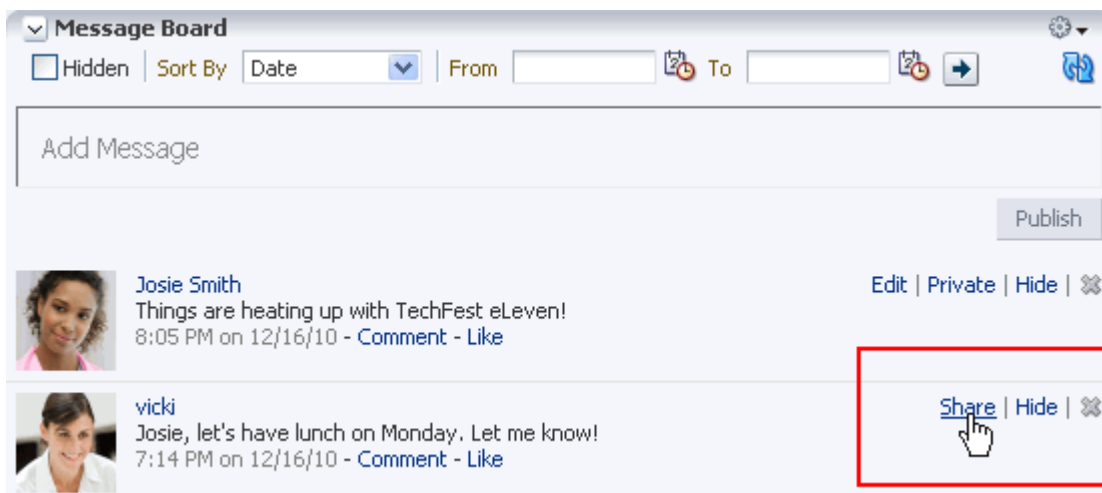 Message Board
Hidden | Sort By Date | From To
Add Message
Publish
Josie Smith Edit | Private | Hide |
Things are heating up with TechFest eLeven!
8:05 PM on 12/16/10 - Comment - Like
vicki Share | Hide |
Josie, let's have lunch on Monday. Let me know!
7:14 PM on 12/16/10 - Comment - Like